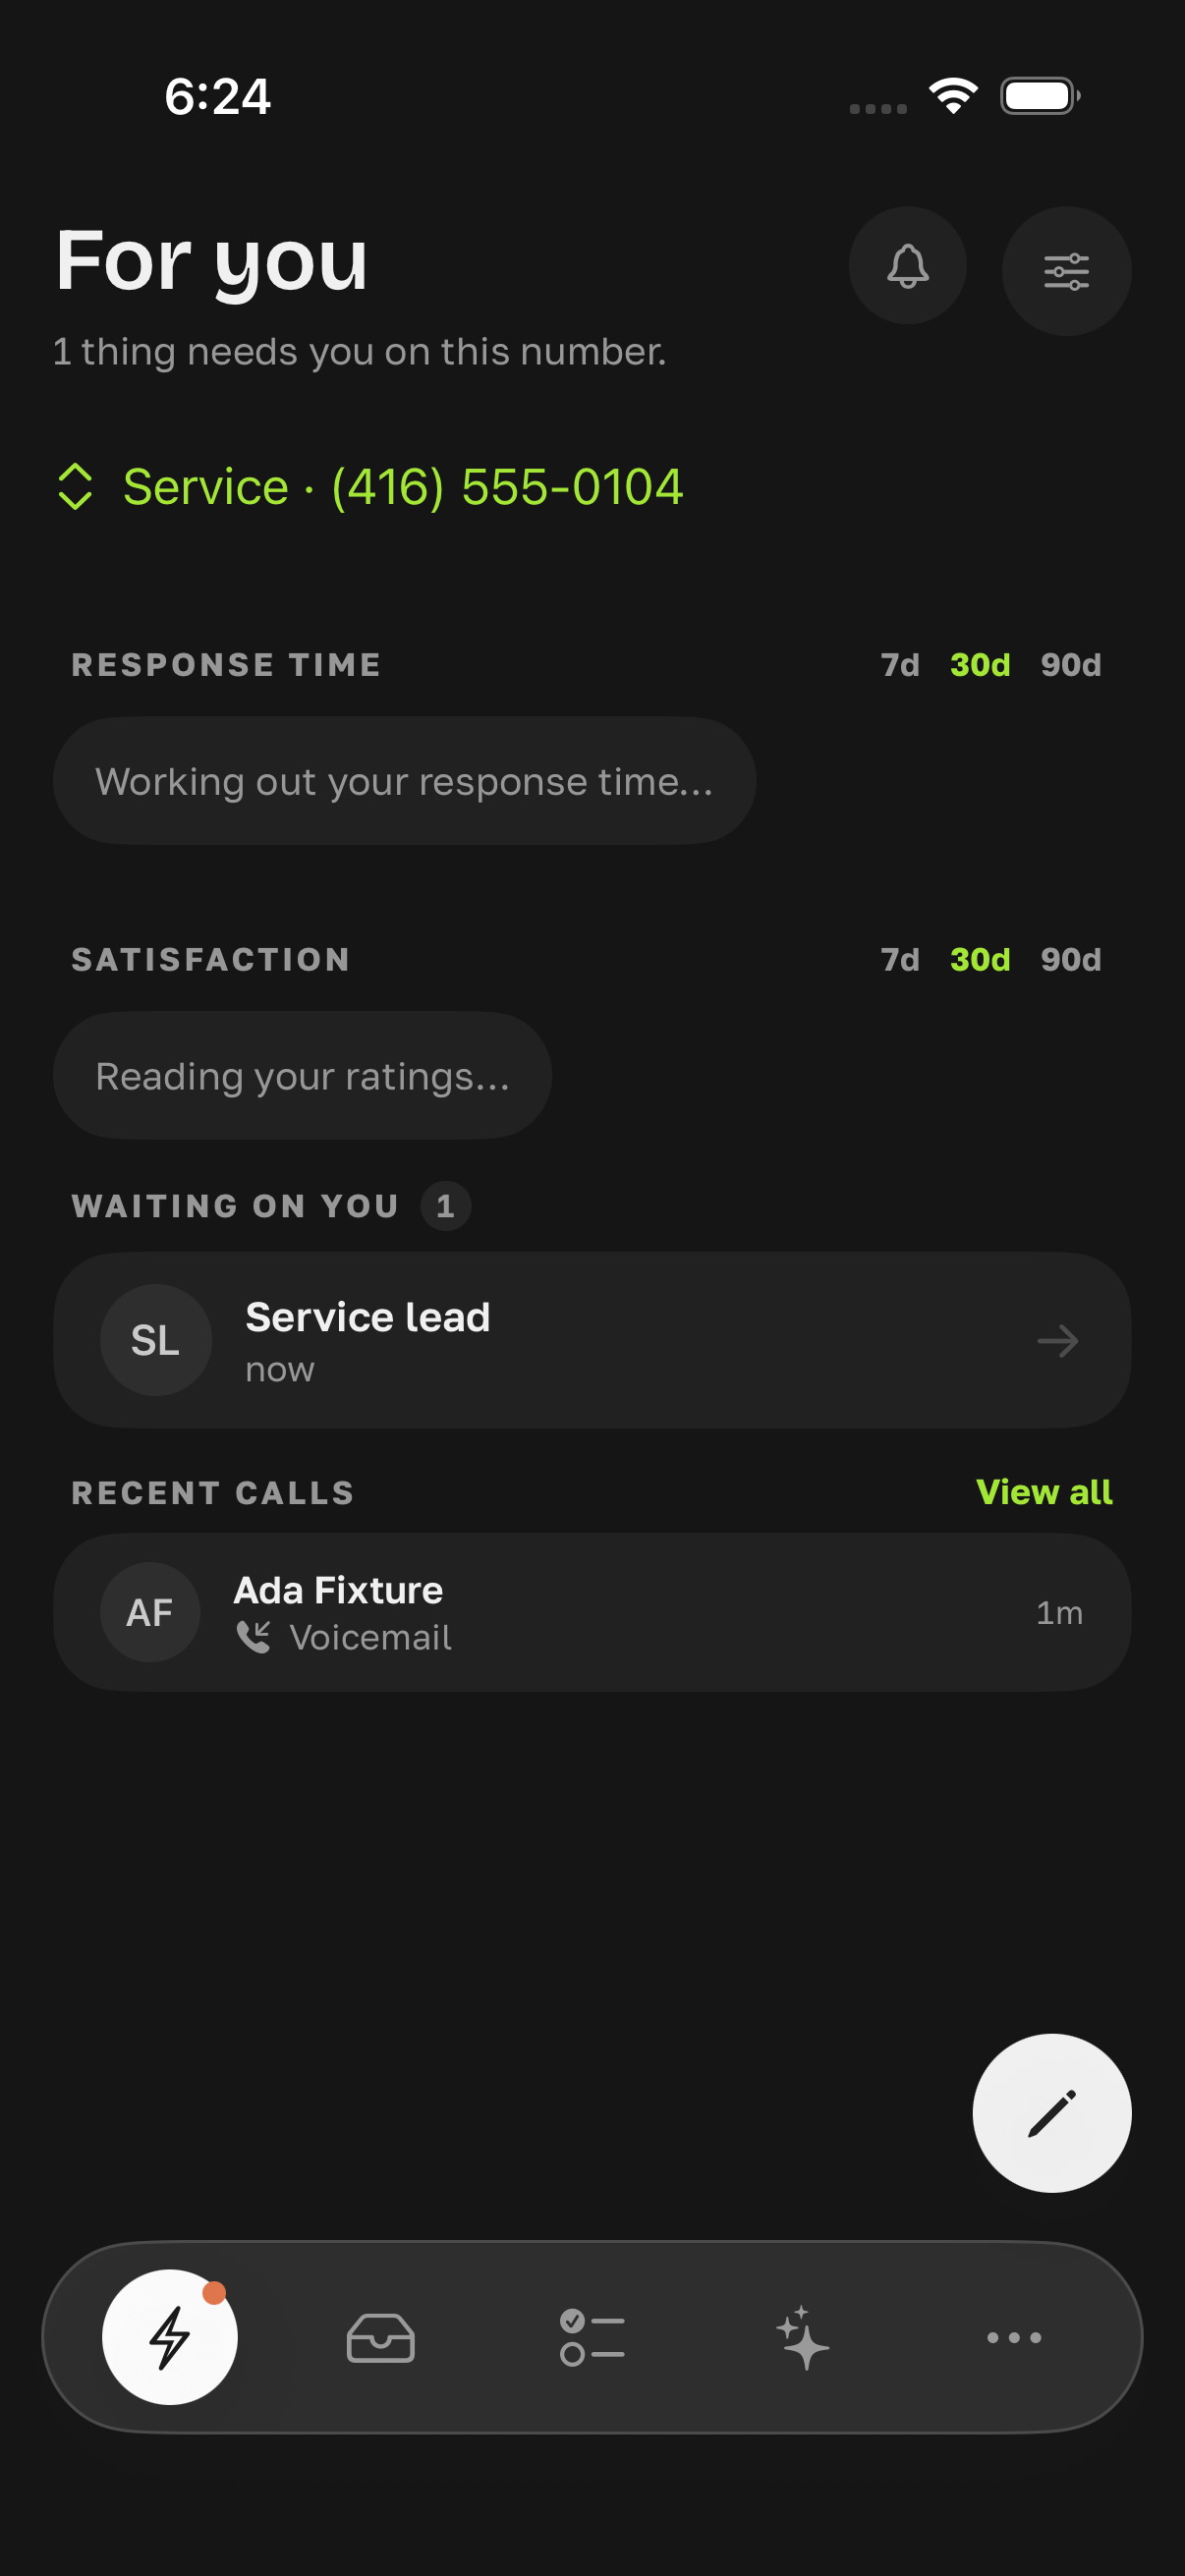 6:24
For you
1 thing needs you on this number.
Service · (416) 555-0104
RESPONSE TIME 7d 30d 90d
Working out your response time...
SATISFACTION 7d 30d 90d
Reading your ratings...
WAITING ON YOU 1
SL
Service lead
now
RECENT CALLS View all
AF
Ada Fixture
Voicemail
1m